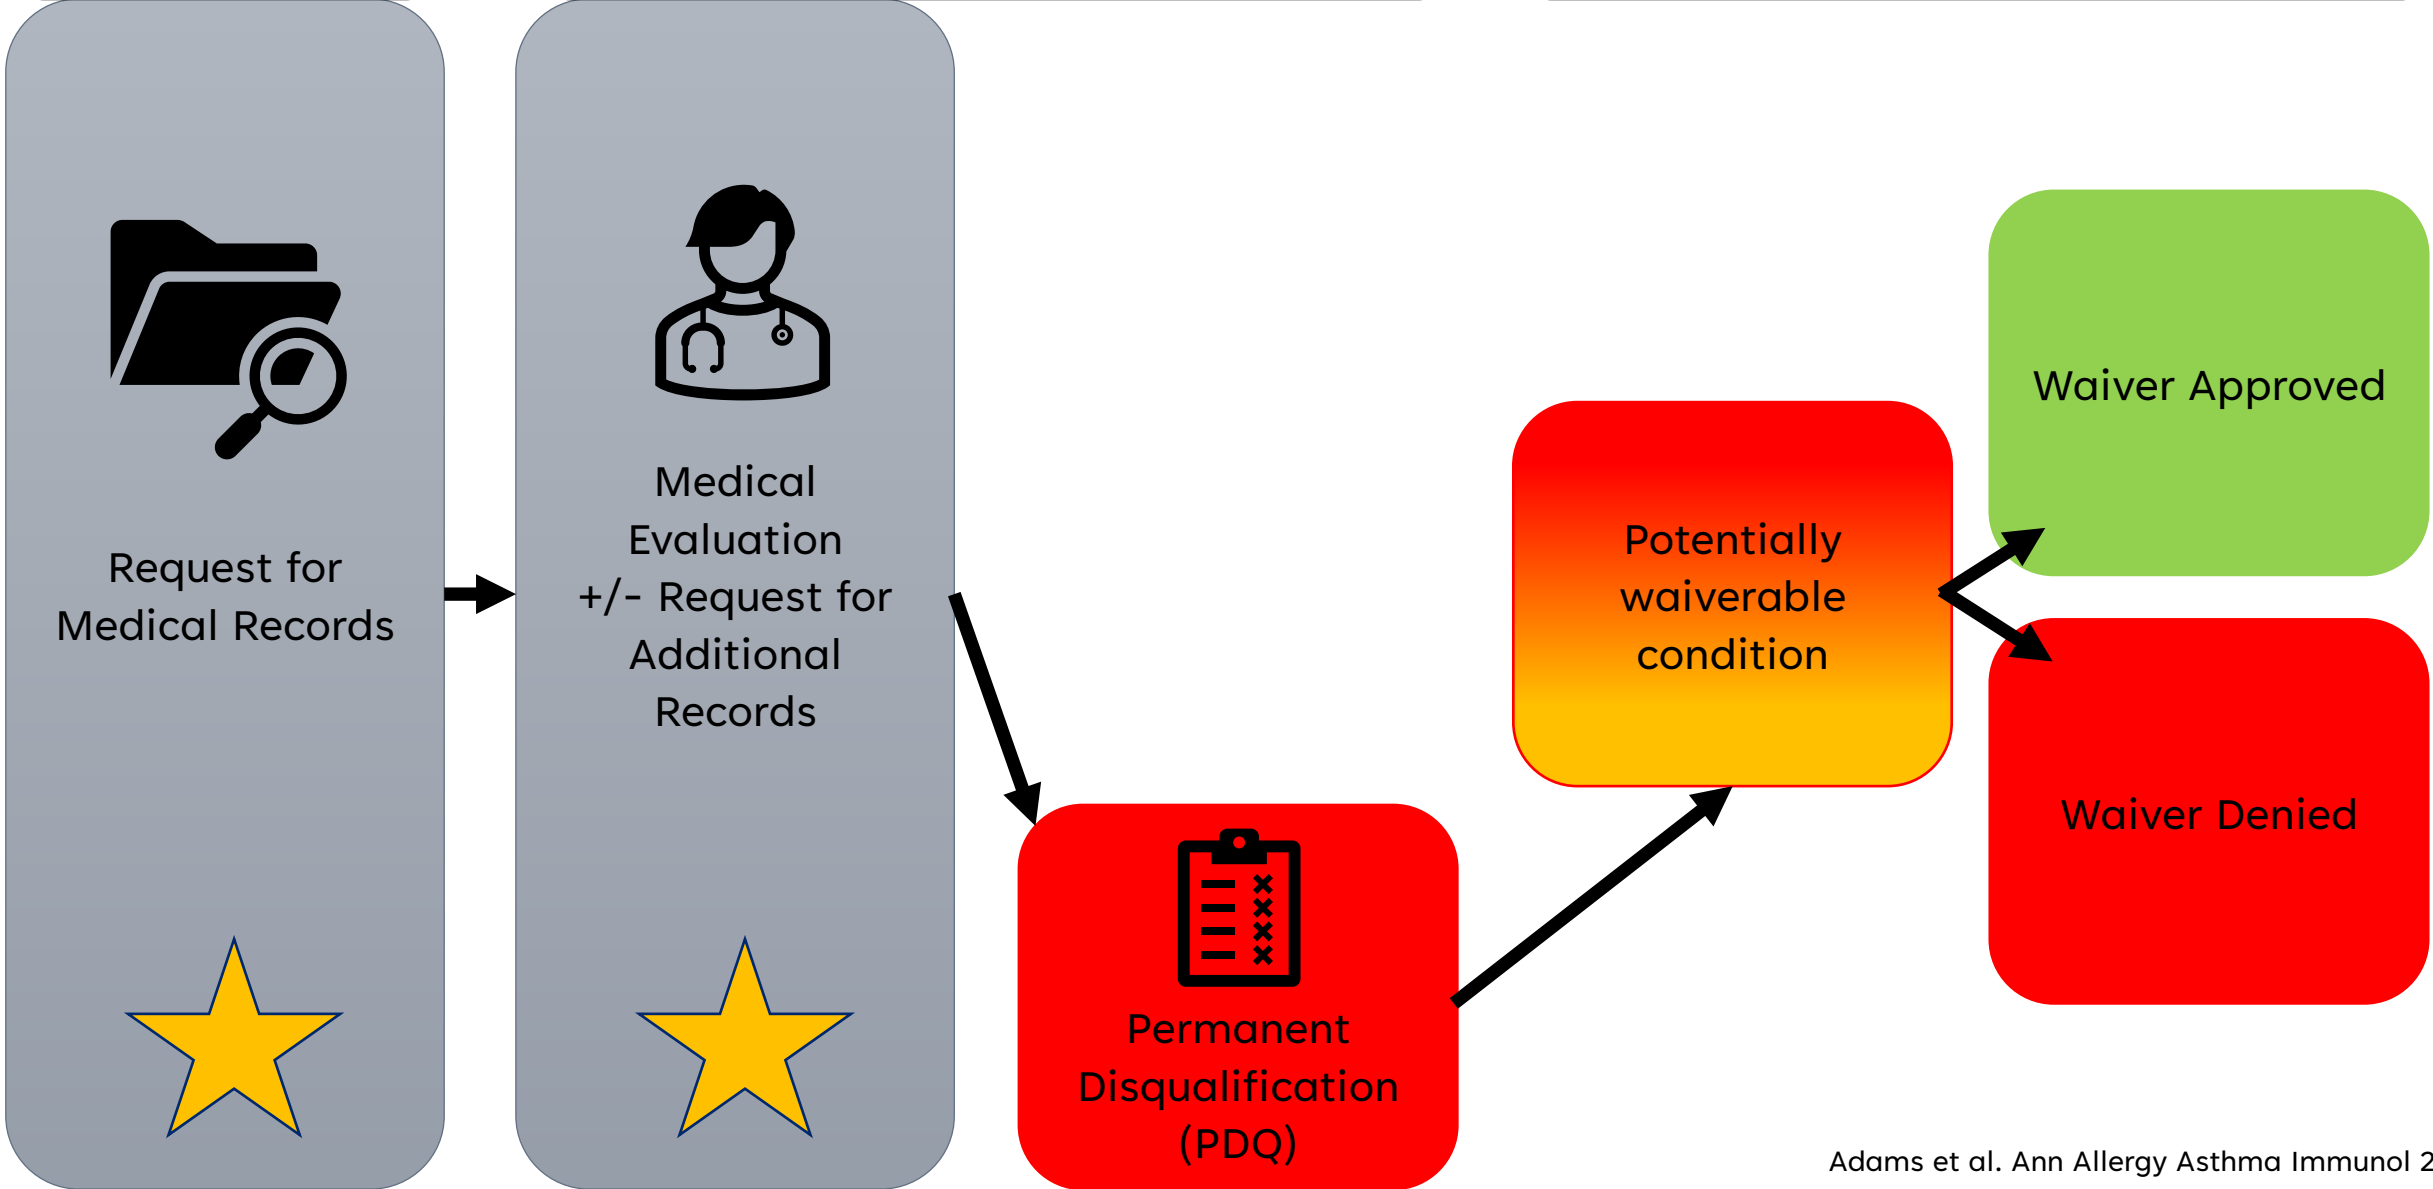 Request for
Medical Records
Medical
Evaluation
+/- Request for
Additional
Records
Permanent
Disqualification
(PDQ)
Potentially
waiverable
condition
Waiver Approved
Waiver Denied
Adams et al. Ann Allergy Asthma Immunol